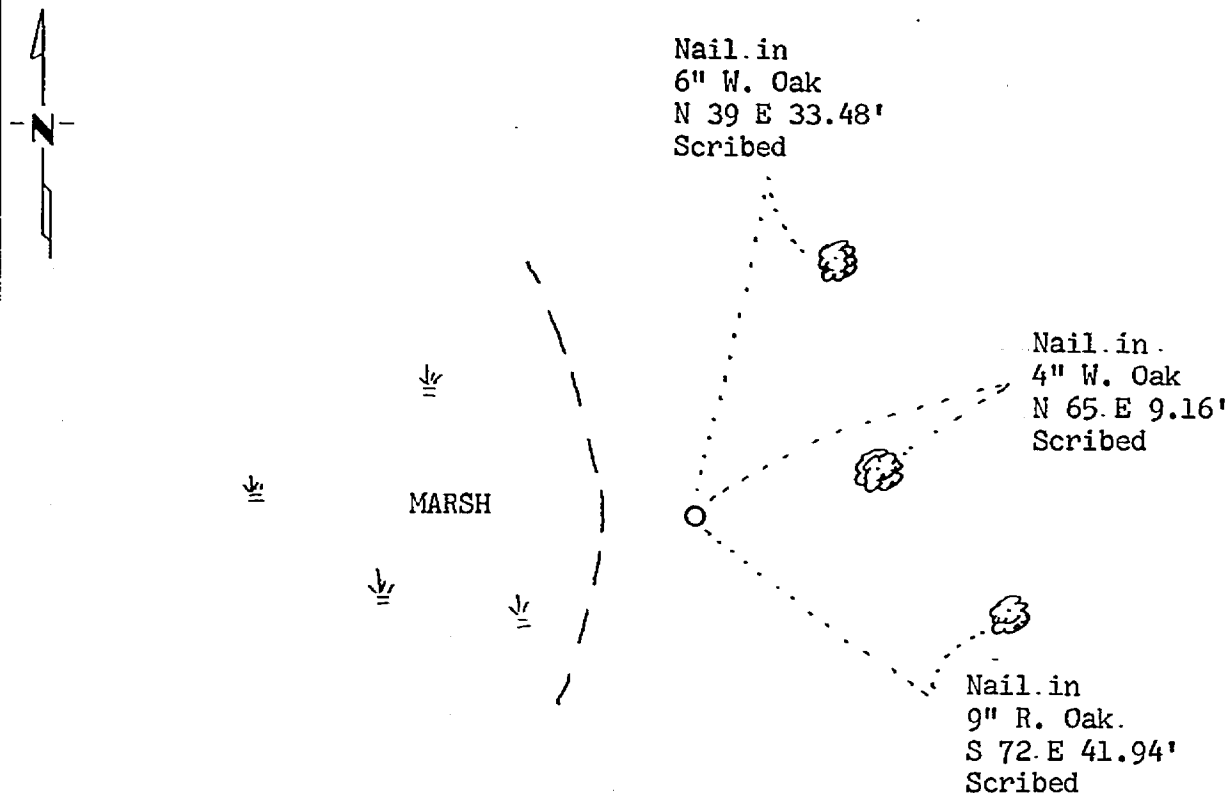 N
Nail in
6" W. Oak
N 39 E 33.48'
Scribed
Nail in
4" W. Oak
N 65 E 9.16'
Scribed
MARSH
Nail in
9" R. Oak
S 72 E 41.94'
Scribed